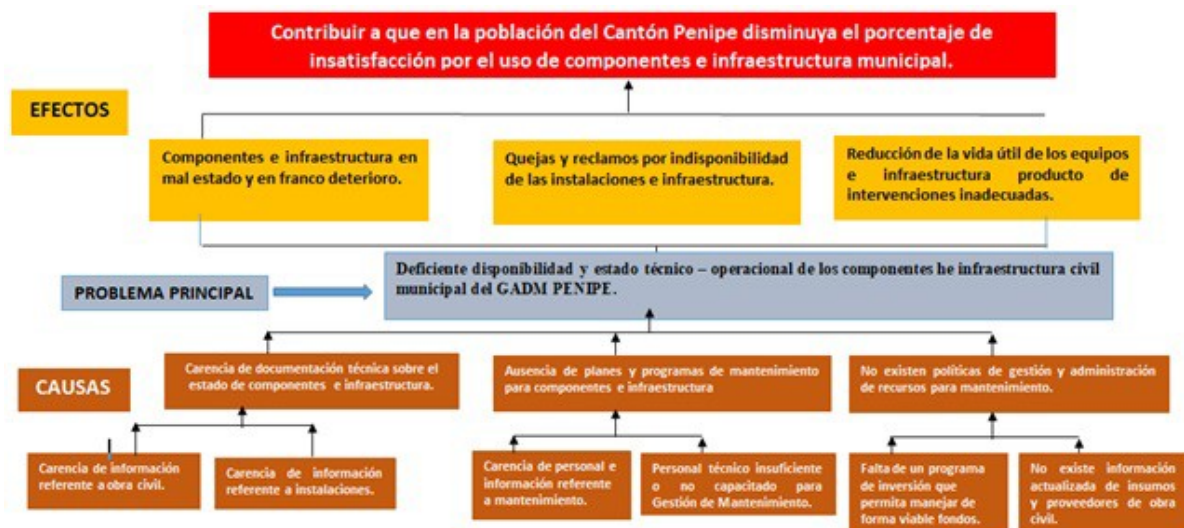 Contribuir a que en la población del Cantón Penipe disminuya el porcentaje de
insatisfacción por el uso de componentes e infraestructura municipal.
EFECTOS
Componentes e infraestructura en
mal estado y en franco deterioro.
Quejas y reclamos por indisponibilidad
de las instalaciones e infraestructura.
Reducción de la vida útil de los equipos
e infraestructura producto de
intervenciones inadecuadas.
PROBLEMA PRINCIPAL
Deficiente disponibilidad y estado técnico – operacional de los componentes he infraestructura civil
municipal del GADM PENIPE.
CAUSAS
Carencia de documentación técnica sobre el
estado de componentes e infraestructura.
Ausencia de planes y programas de mantenimiento
para componentes e infraestructura
No existen políticas de gestión y administración
de recursos para mantenimiento.
Carencia de información
referente a obra civil.
Carencia de información
referente a instalaciones.
Carencia de personal e
información referente a
mantenimiento.
Personal técnico insuficiente
o no capacitado para
Gestión de Mantenimiento.
Falta de un programa
de inversión que
permita manejar de
forma viable fondos.
No existe información
actualizada de insumos
y proveedores de obra
civil.